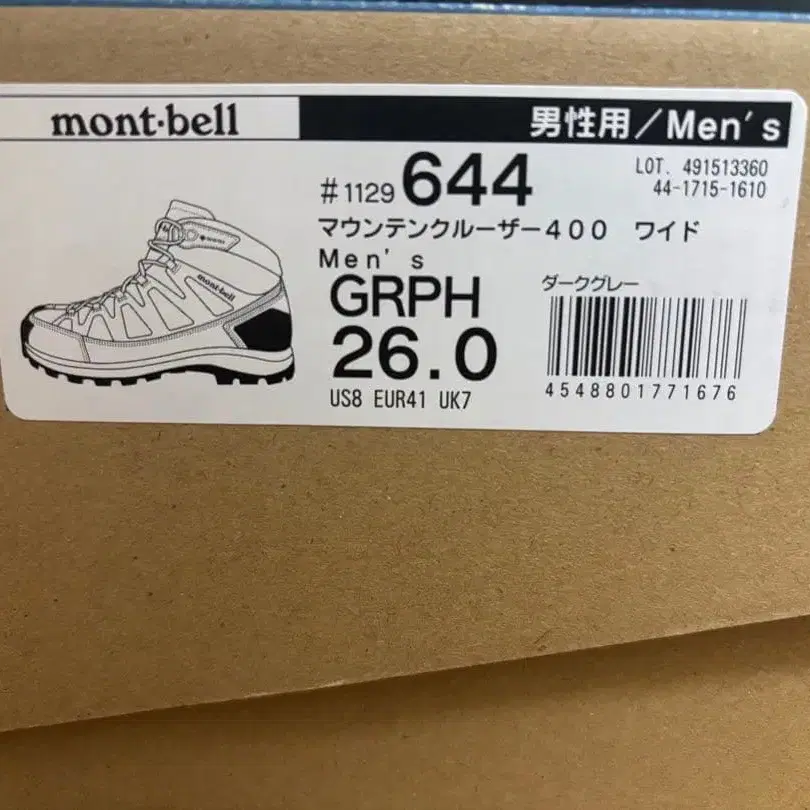 mont·bell
男性用／Men's
#1129 644
LOT. 491513360
44-1715-1610
マウンテンクルーザー４００　ワイド
Men's
GRPH
ダークグレー
26.0
US8 EUR41 UK7
4548801771676
mont-bell